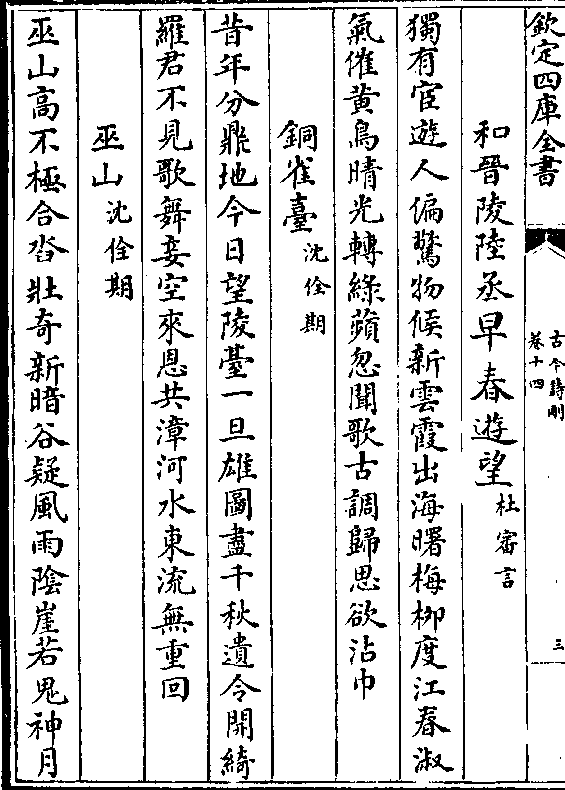 欽定四庫全書
古今詩刪
卷十四
三
和晉陵陸丞早春遊望 杜審言
獨有宦遊人偏驚物候新雲霞出海曙梅柳度江春淑
氣催黃鳥晴光轉綠蘋忽聞歌古調歸思欲沾巾
銅雀臺 沈佺期
昔年分鼎地今日望陵臺一旦雄圖盡千秋遺令開綺
羅君不見歌舞妾空來恩共漳河水東流無重回
巫山 沈佺期
巫山高不極合沓壯奇新暗谷疑風雨陰崖若鬼神月